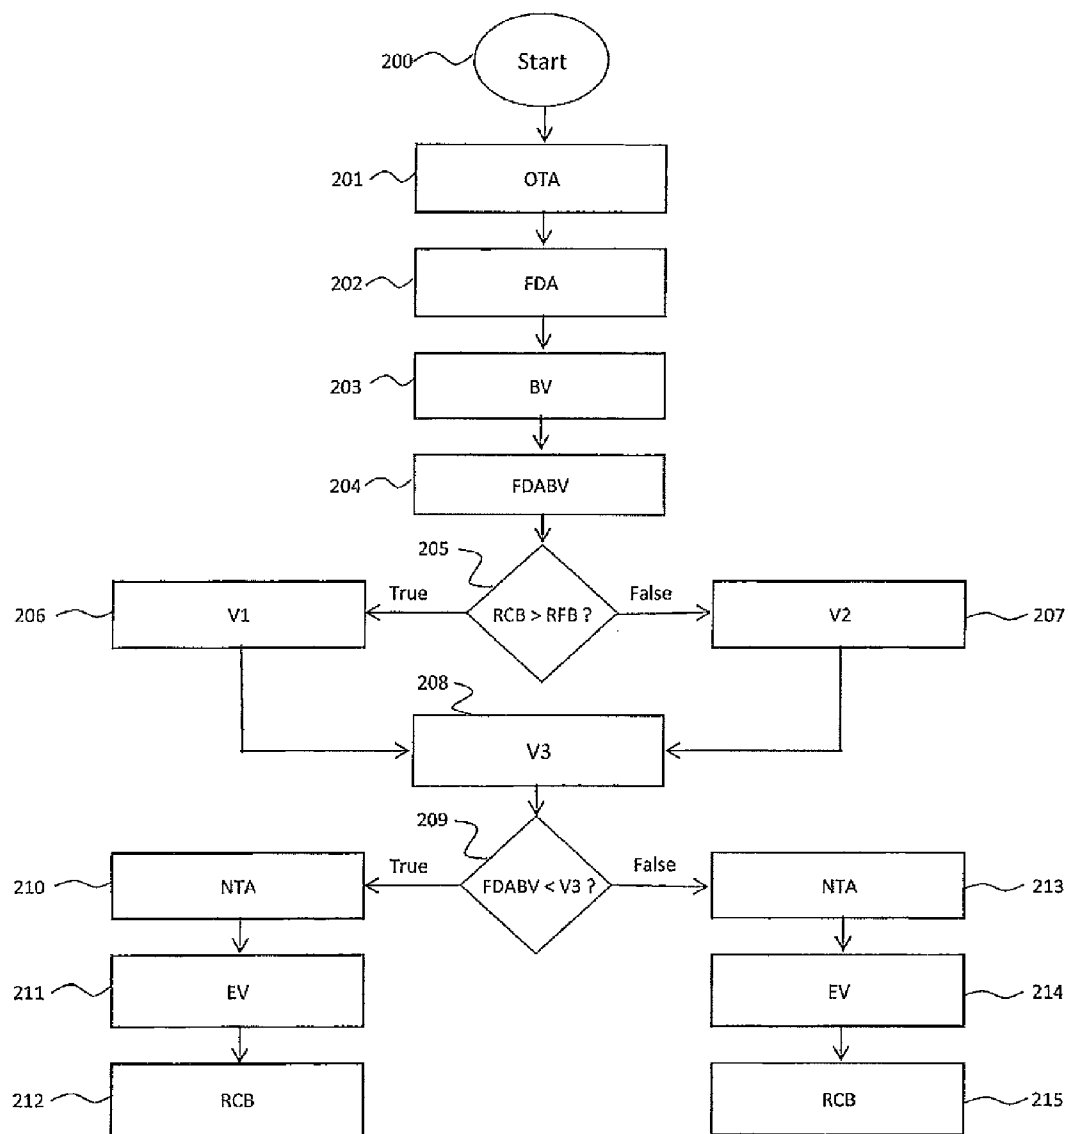 200
Start
201
OTA
202
FDA
203
BV
204
FDABV
205
True
RCB > RFB ?
False
206
V1
V2
207
208
V3
209
True
FDABV < V3 ?
False
210
NTA
NTA
213
211
EV
EV
214
212
RCB
RCB
215